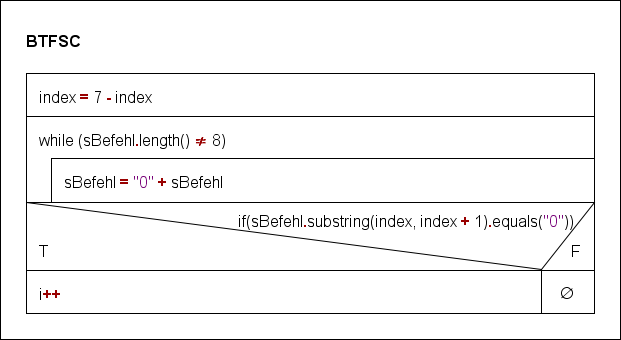 BTFSC
index = 7 - index
while (sBefehl.length() ≠ 8)
sBefehl = "0" + sBefehl
if(sBefehl.substring(index, index + 1).equals("0"))
T F
i++ ∅